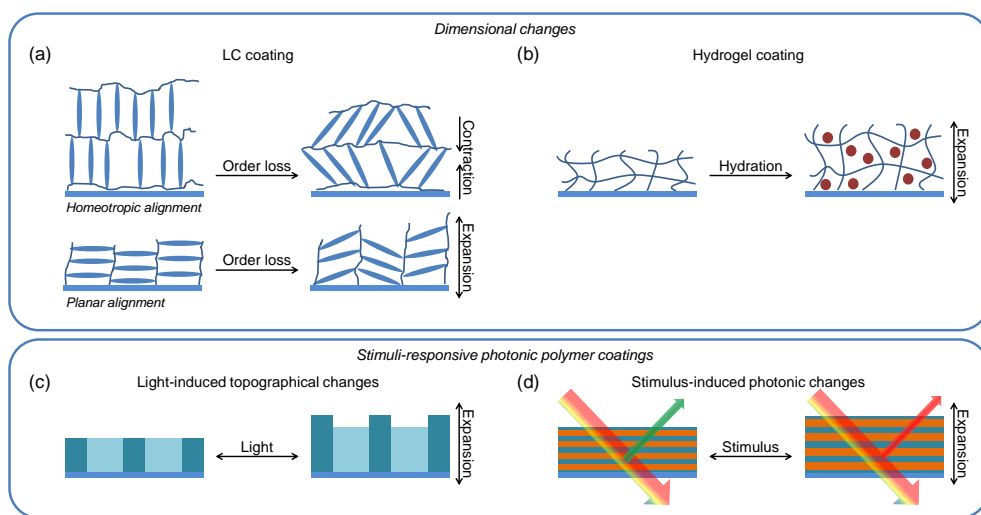 Dimensional changes
(a)
LC coating
Order loss
Contraction
Homeotropic alignment
Order loss
Expansion
Planar alignment
(b)
Hydrogel coating
Hydration
Expansion
Stimuli-responsive photonic polymer coatings
(c)
Light-induced topographical changes
Light
Expansion
(d)
Stimulus-induced photonic changes
Stimulus
Expansion